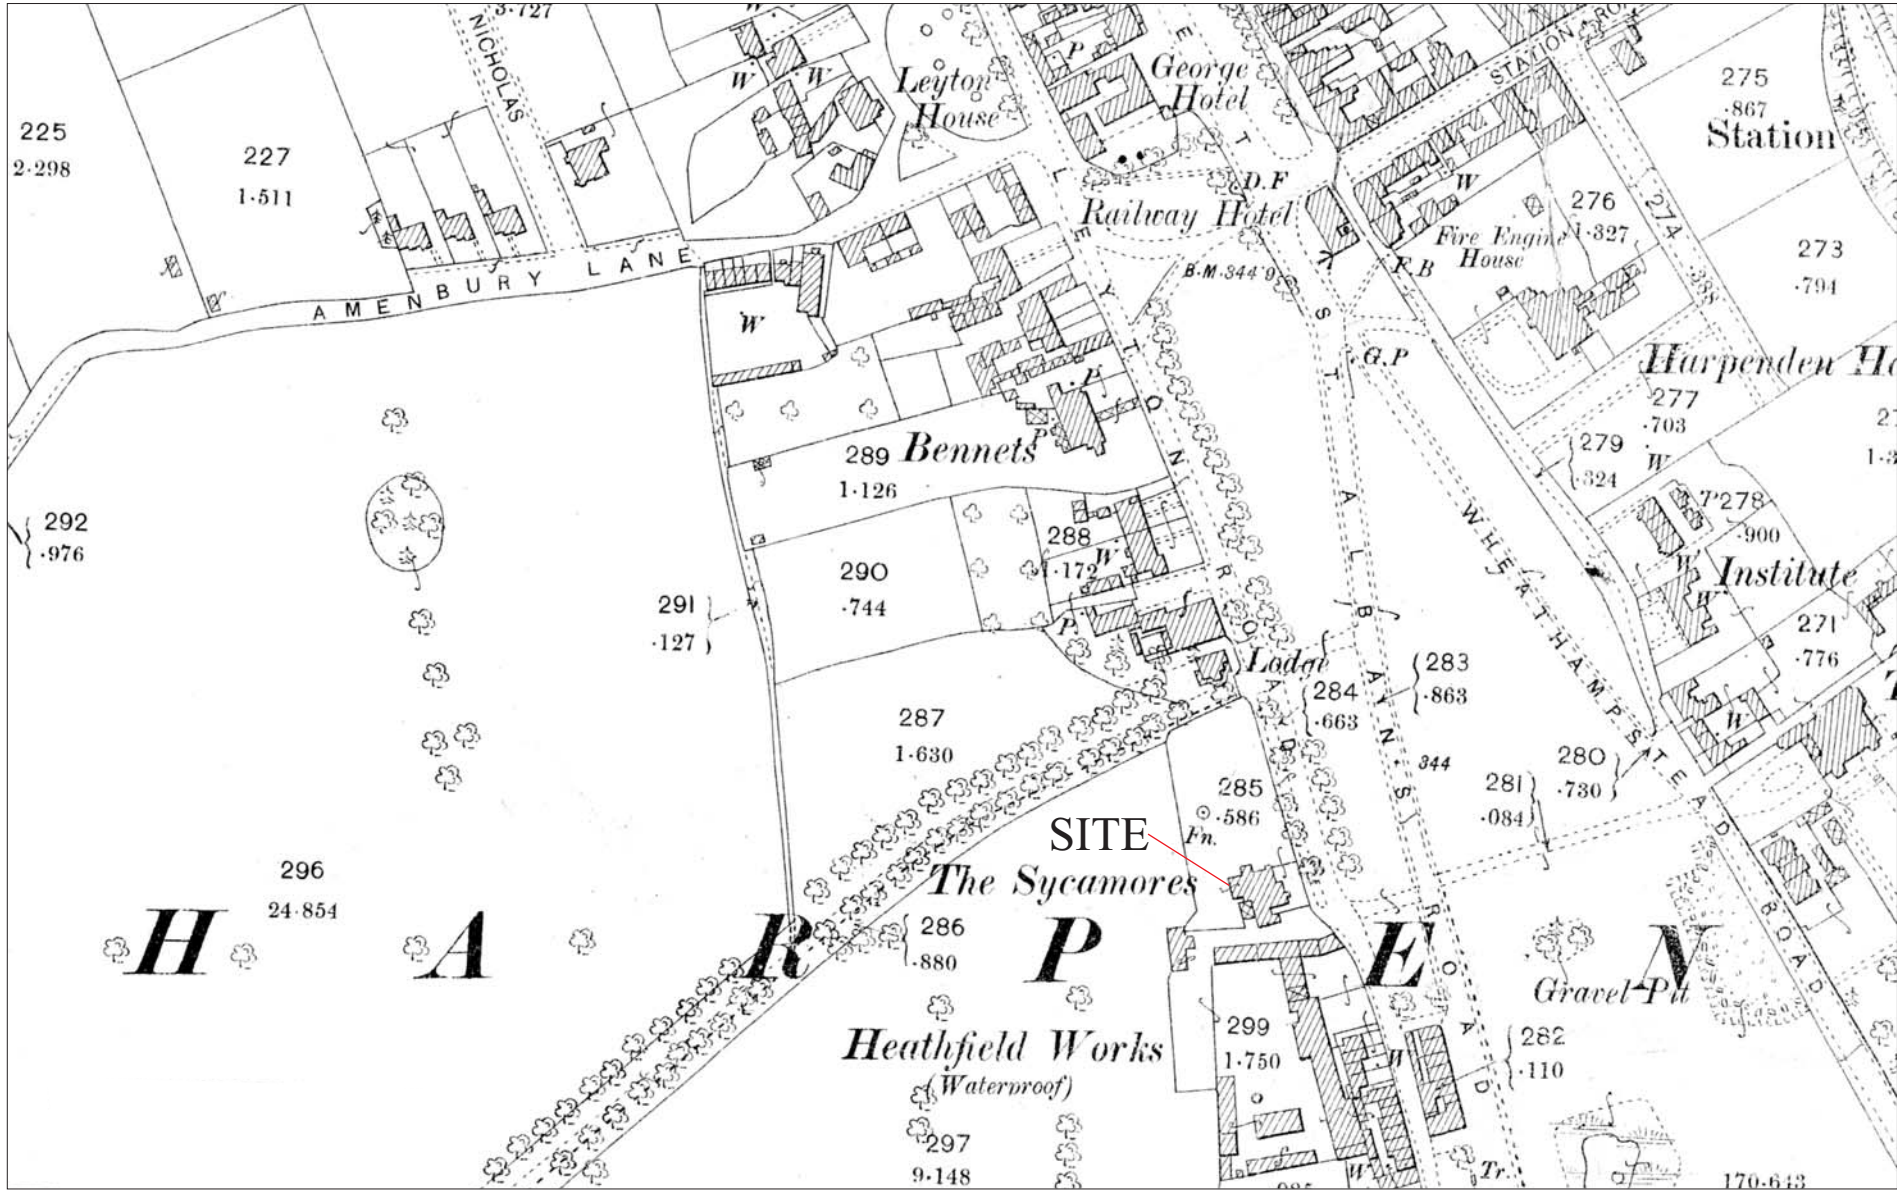 3·727
NICHOLAS
W
W
W
Leyton
House
P
George
Hotel
STATION RO
275
·867
Station
225
2·298
227
1·511
D.F
Railway Hotel
W
276
1·327
Fire Engine
House
F.B
274
·388
273
·794
AMENBURY LANE
W
B.M.344·9
G.P
Harpenden H
277
·703
W
279
·324
P
P
289
1·126
Bennets
LEYTON ROAD
ST ALBANS ROAD
WHEATHAMPSTEAD ROAD
292
·976
291
·127
290
·744
288
1·172
W
P.
278
·900
Institute
W
W
271
·776
W
Lodge
284
·663
283
·863
344
280
·730
281
·084
287
1·630
285
·586
Fn.
SITE
The Sycamores
296
24·854
286
·880
HARPEN
Gravel Pit
Heathfield Works
(Waterproof)
299
1·750
W
282
·110
297
9·148
W
Tr.
170·643